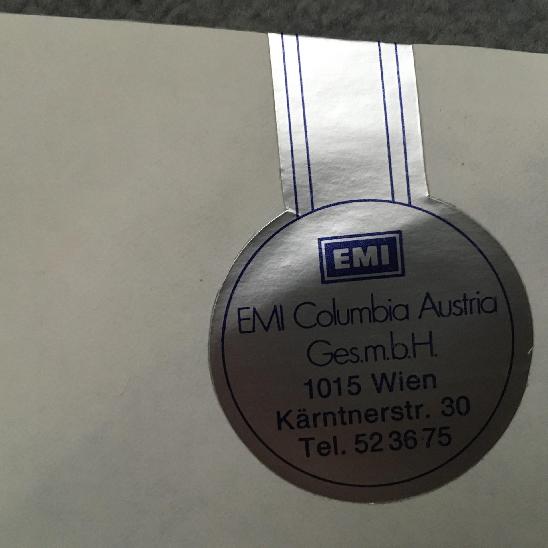 EMI
EMI Columbia Austria
Ges.m.b.H.
1015 Wien
Kärntnerstr. 30
Tel. 52 36 75